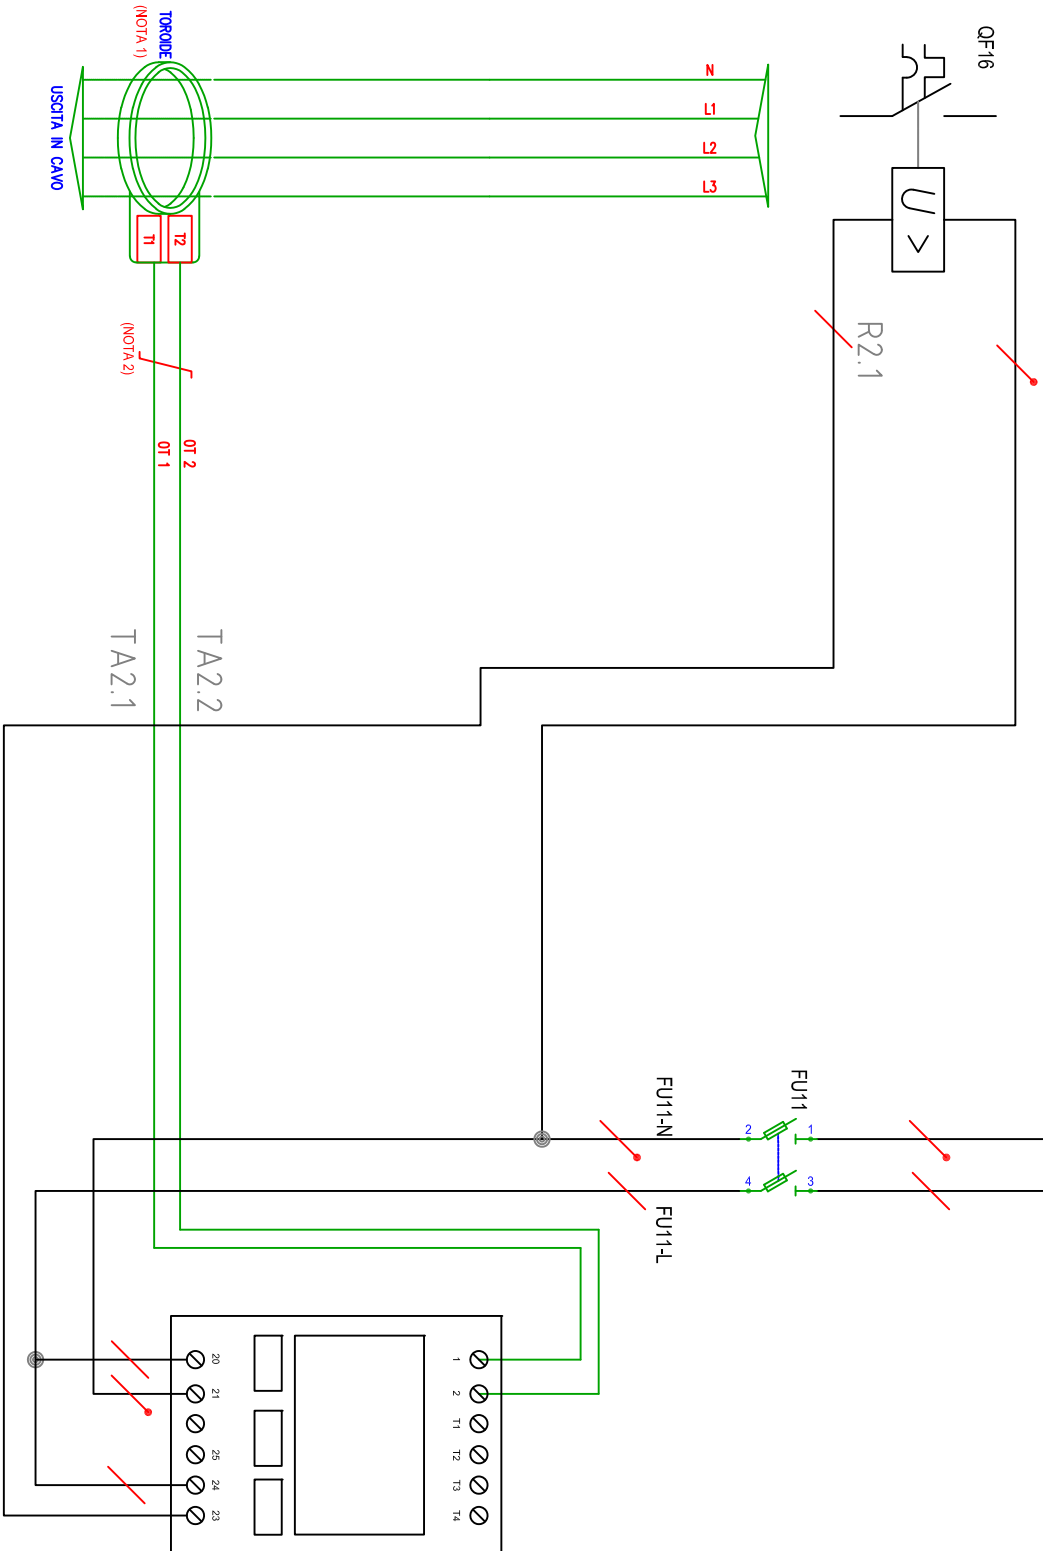 QF16
TOROIDE
(NOTA 1)
N
L1
L2
L3
USCITA IN CAVO
T1
T2
U >
R2.1
(NOTA 2)
0T 1
0T 2
TA2.1
TA2.2
FU11
FU11-N
FU11-L
2
1
4
3
20
21
25
24
23
1
2
T1
T2
T3
T4